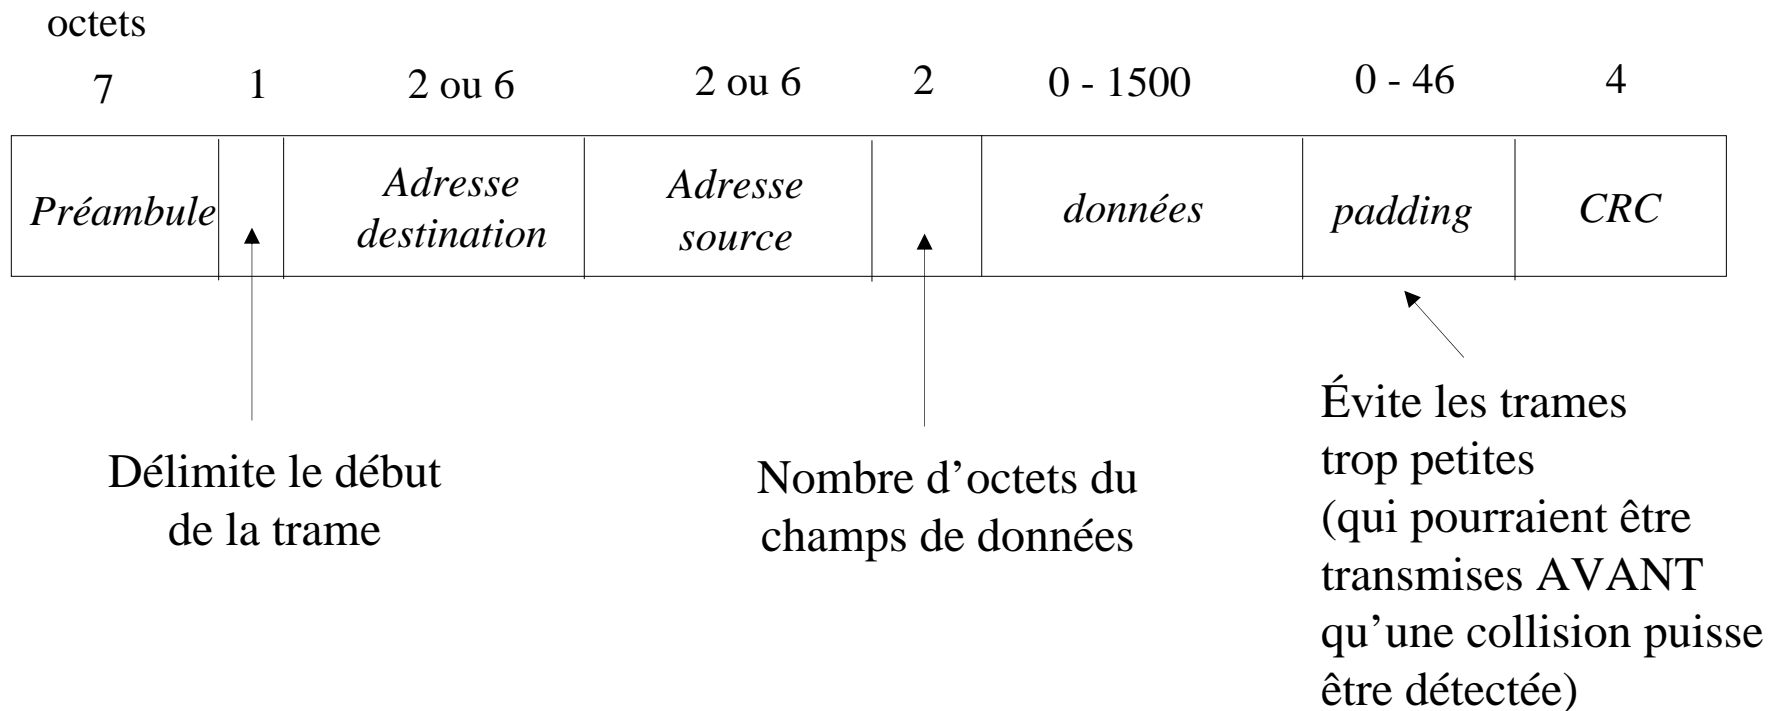 octets
7 1 2 ou 6 2 ou 6 2 0 - 1500 0 - 46 4
Préambule
Adresse
destination
Adresse
source
données
padding
CRC
Délimite le début
de la trame
Nombre d’octets du
champs de données
Évite les trames
trop petites
(qui pourraient être
transmises AVANT
qu’une collision puisse
être détectée)